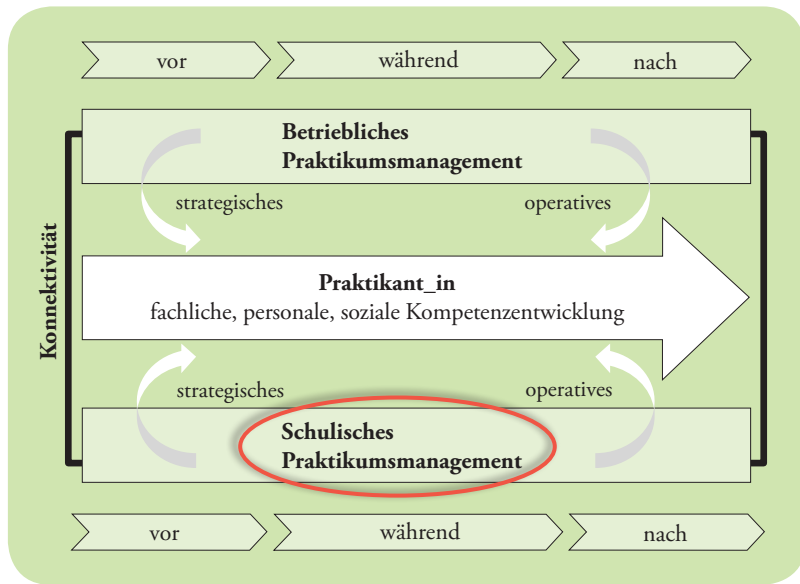 vor
während
nach
Betriebliches
Praktikumsmanagement
strategisches
operatives
Konnektivität
Praktikant_in
fachliche, personale, soziale Kompetenzentwicklung
strategisches
operatives
Schulisches
Praktikumsmanagement
vor
während
nach